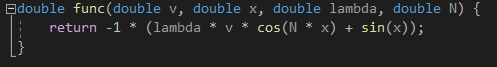 double func(double v, double x, double lambda, double N) {
return -1 * (lambda * v * cos(N * x) + sin(x));
}